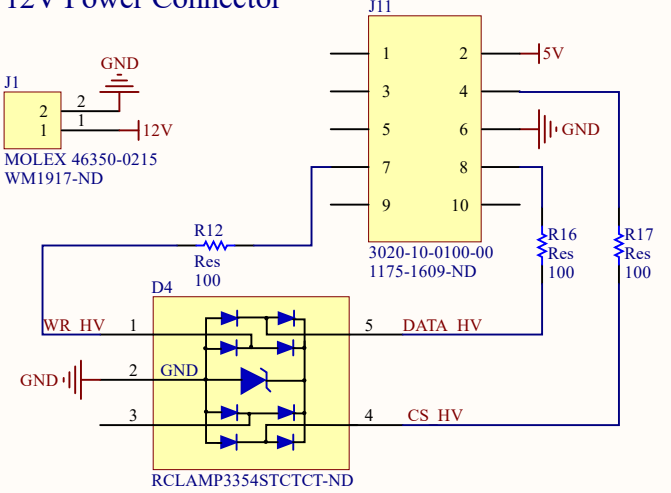 12V Power Connector
J11
GND
J1
2 2
1 1
12V
MOLEX 46350-0215
WM1917-ND
1 2 5V
3 4
5 6 GND
7 8
9 10
3020-10-0100-00
1175-1609-ND
R12
Res
100
R16
Res
100
R17
Res
100
D4
WR_HV 1
5 DATA_HV
GND 2 GND
3
4 CS_HV
RCLAMP3354STCTCT-ND